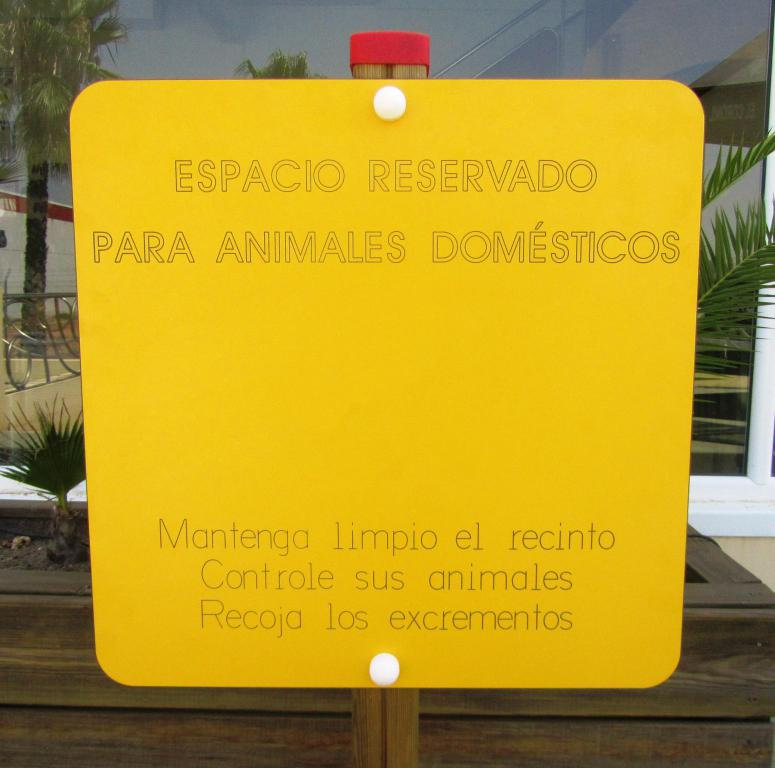 ESPACIO RESERVADO
PARA ANIMALES DOMÉSTICOS
Mantenga limpio el recinto
Controle sus animales
Recoja los excrementos